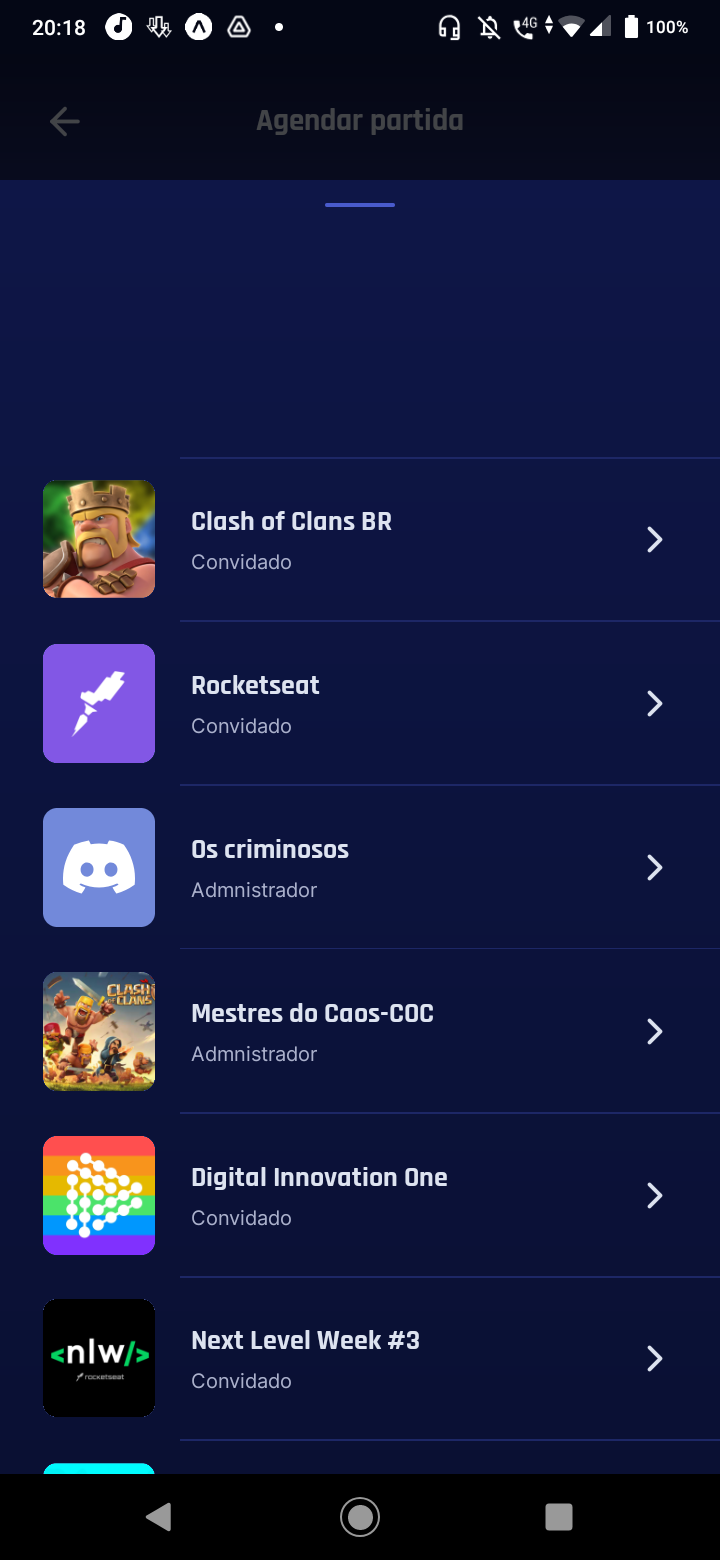 20:18
4G
100%
Agendar partida
Clash of Clans BR
Convidado
Rocketseat
Convidado
Os criminosos
Admnistrador
CLASH
OF CLANS
Mestres do Caos-COC
Admnistrador
Digital Innovation One
Convidado
<nlw/>
rocketseat
Next Level Week #3
Convidado